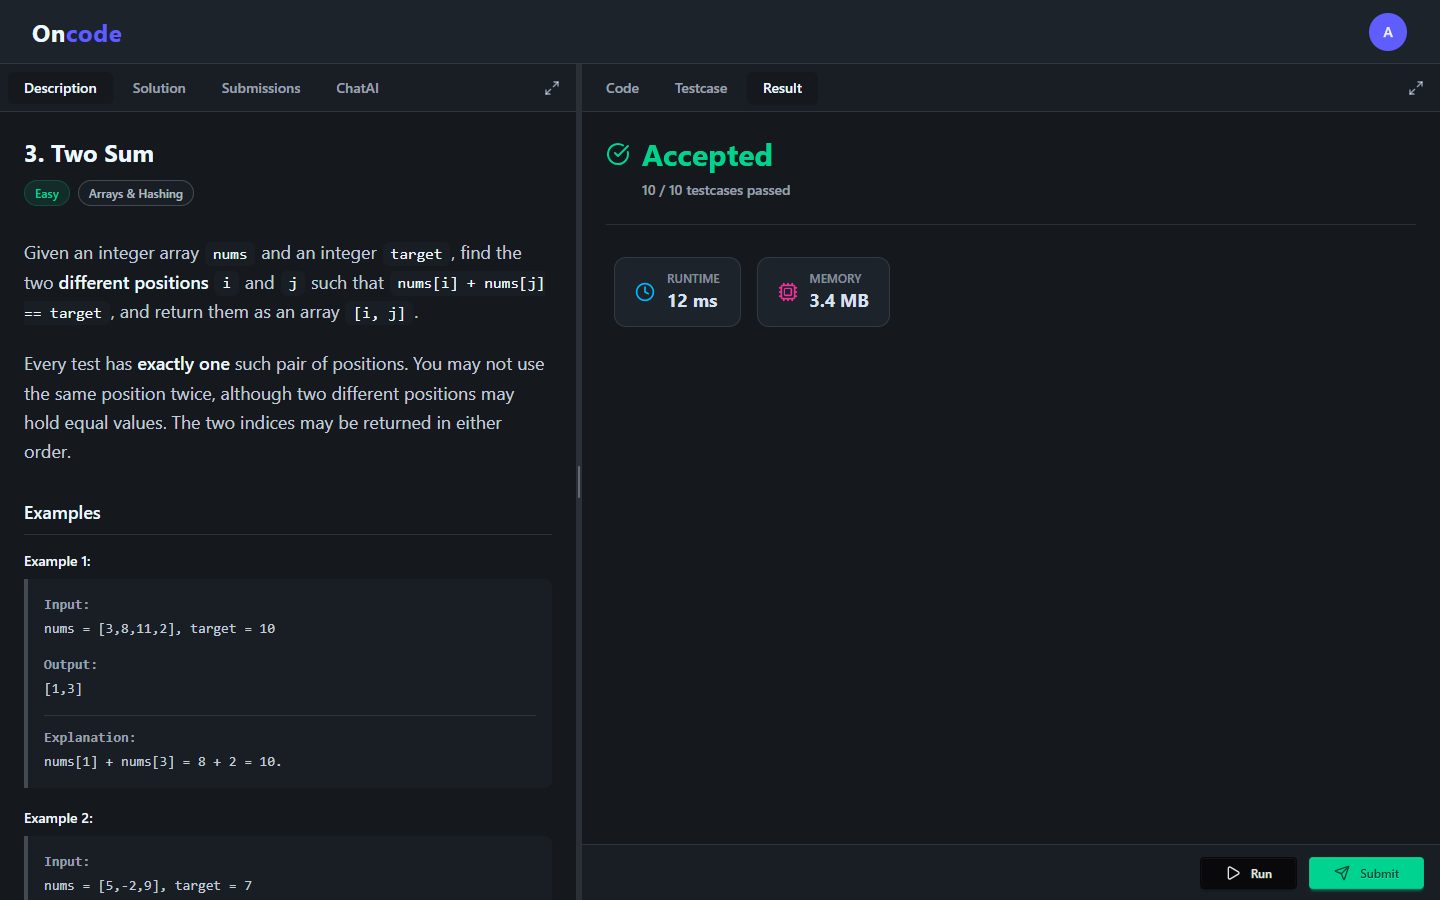 Oncode
A
Description Solution Submissions ChatAI
3. Two Sum
Easy Arrays & Hashing
Given an integer array nums and an integer target, find the
two different positions i and j such that nums[i] + nums[j]
== target, and return them as an array [i, j].
Every test has exactly one such pair of positions. You may not use
the same position twice, although two different positions may
hold equal values. The two indices may be returned in either
order.
Examples
Example 1:
Input:
nums = [3,8,11,2], target = 10
Output:
[1,3]
Explanation:
nums[1] + nums[3] = 8 + 2 = 10.
Example 2:
Input:
nums = [5,-2,9], target = 7
Code Testcase Result
Accepted
10 / 10 testcases passed
RUNTIME
12 ms
MEMORY
3.4 MB
Run Submit